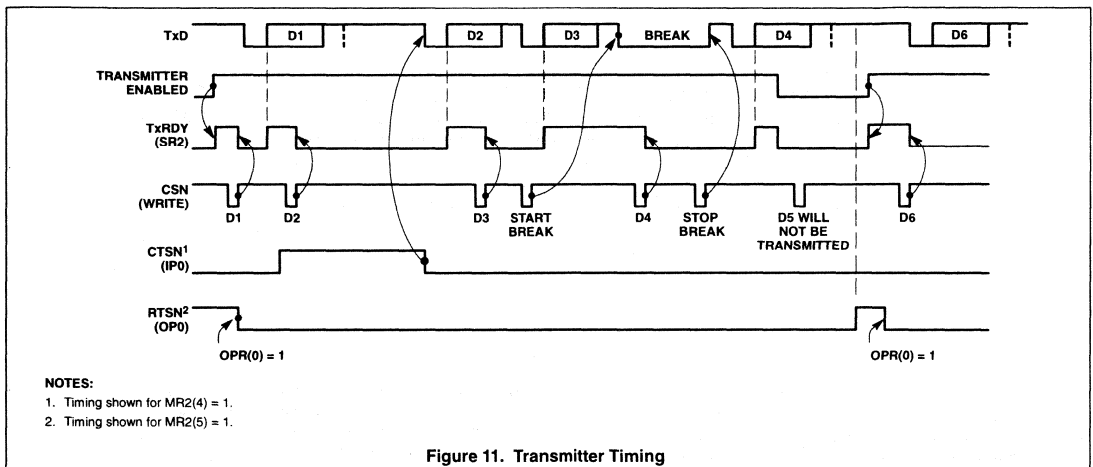 TxD
D1
D2
D3
BREAK
D4
D6
TRANSMITTER
ENABLED
TxRDY
(SR2)
CSN
(WRITE)
D1
D2
D3
START
BREAK
D4
STOP
BREAK
D5 WILL
NOT BE
TRANSMITTED
D6
CTSN1
(IP0)
RTSN2
(OP0)
OPR(0) = 1
OPR(0) = 1
NOTES:
1. Timing shown for MR2(4) = 1.
2. Timing shown for MR2(5) = 1.
Figure 11. Transmitter Timing